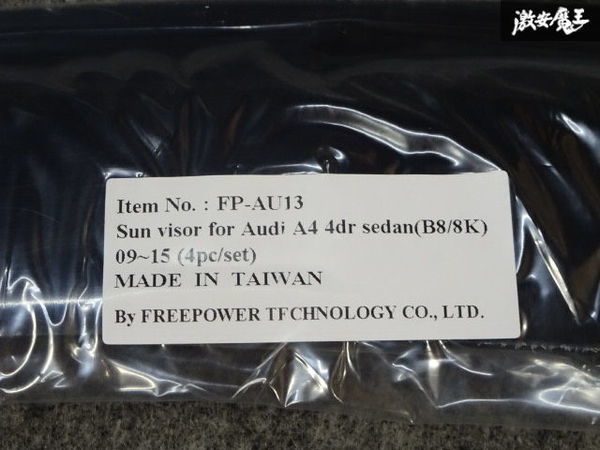 激安魔王
Item No. : FP-AU13
Sun visor for Audi A4 4dr sedan(B8/8K)
09~15 (4pc/set)
MADE IN TAIWAN
By FREEPOWER TFCHNOLOGY CO., LTD.